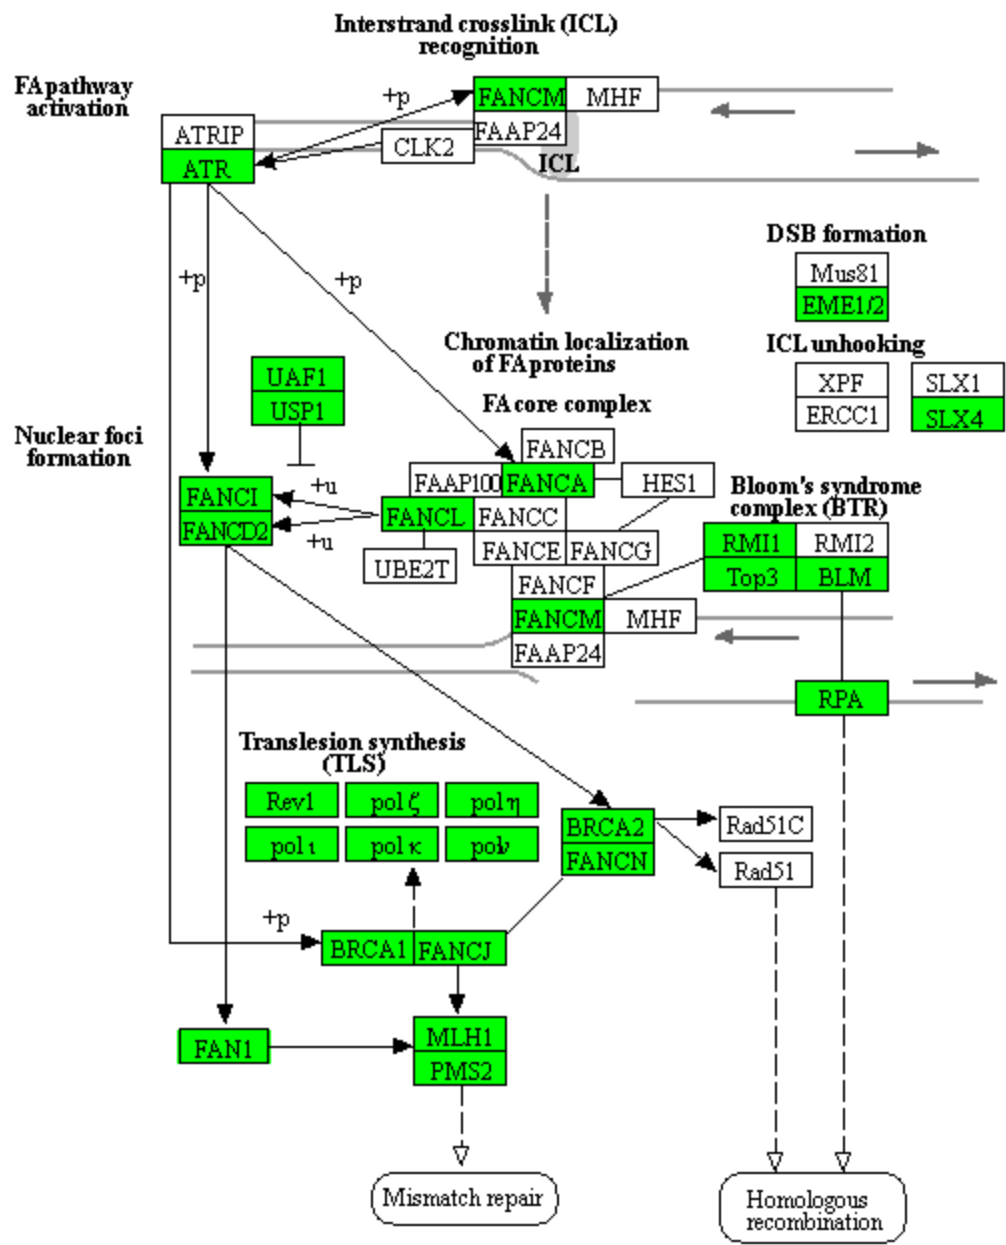 Interstrand crosslink (ICL)
recognition
FA pathway
activation
+p
FANCM
MHF
ATRIP
ATR
CLK2
FAAP24
ICL
DSB formation
Mus81
EME1/2
+p
+p
Chromatin localization
of FA proteins
ICL unhooking
XPF
ERCC1
SLX1
SLX4
UAF1
USP1
FA core complex
Nuclear foci
formation
FANCB
FAAP100
FANCA
HES1
Bloom's syndrome
complex (BTR)
FANCI
FANCD2
+u
+u
FANCL
FANCC
UBE2T
FANCE
FANCG
FANCF
RMI1
RMI2
Top3
BLM
FANCM
MHF
FAAP24
RPA
Translesion synthesis
(TLS)
Rev1
pol ζ
pol η
pol ι
pol κ
pol ν
BRCA2
FANCN
Rad51C
Rad51
+p
BRCA1
FANCJ
FAN1
MLH1
PMS2
Mismatch repair
Homologous
recombination